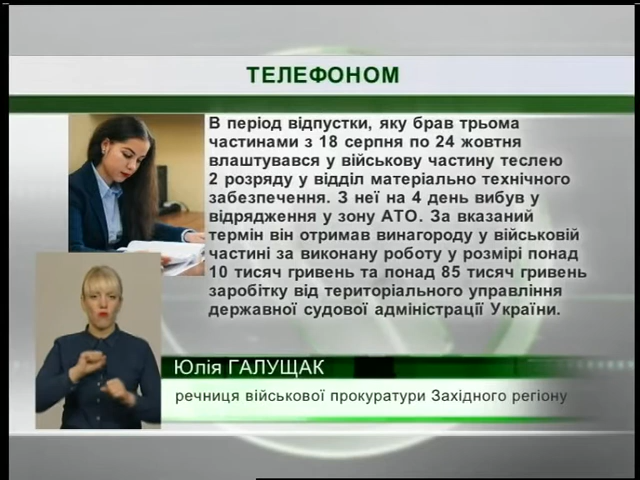 ТЕЛЕФОНОМ
В період відпустки, яку брав трьома
частинами з 18 серпня по 24 жовтня
влаштувався у військову частину теслею
2 розряду у відділ матеріально технічного
забезпечення. З неї на 4 день вибув у
відрядження у зону АТО. За вказаний
термін він отримав винагороду у військовій
частині за виконану роботу у розмірі понад
10 тисяч гривень та понад 85 тисяч гривень
заробітку від територіального управління
державної судової адміністрації України.
Юлія ГАЛУЩАК
речниця військової прокуратури Західного регіону